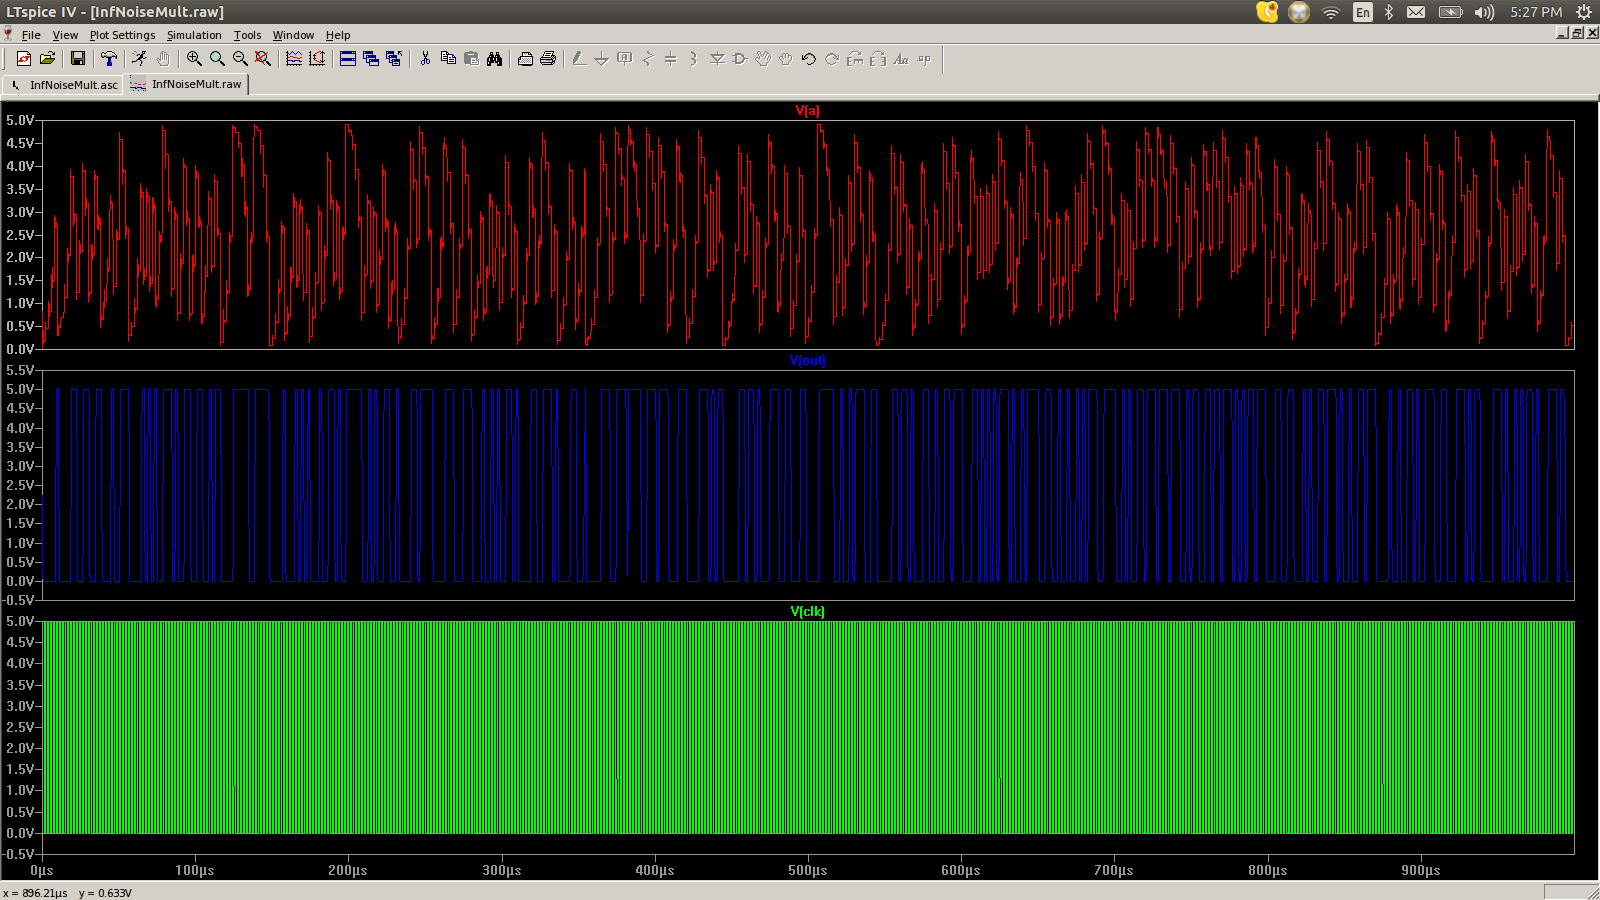 LTspice IV - [InfNoiseMult.raw]
En
5:27 PM
File View Plot Settings Simulation Tools Window Help
InfNoiseMult.asc InfNoiseMult.raw
V(a)
5.0V
4.5V
4.0V
3.5V
3.0V
2.5V
2.0V
1.5V
1.0V
0.5V
0.0V
V(out)
5.5V
5.0V
4.5V
4.0V
3.5V
3.0V
2.5V
2.0V
1.5V
1.0V
0.5V
0.0V
-0.5V
V(clk)
5.0V
4.5V
4.0V
3.5V
3.0V
2.5V
2.0V
1.5V
1.0V
0.5V
0.0V
-0.5V
0µs 100µs 200µs 300µs 400µs 500µs 600µs 700µs 800µs 900µs
x = 896.21µs y = 0.633V